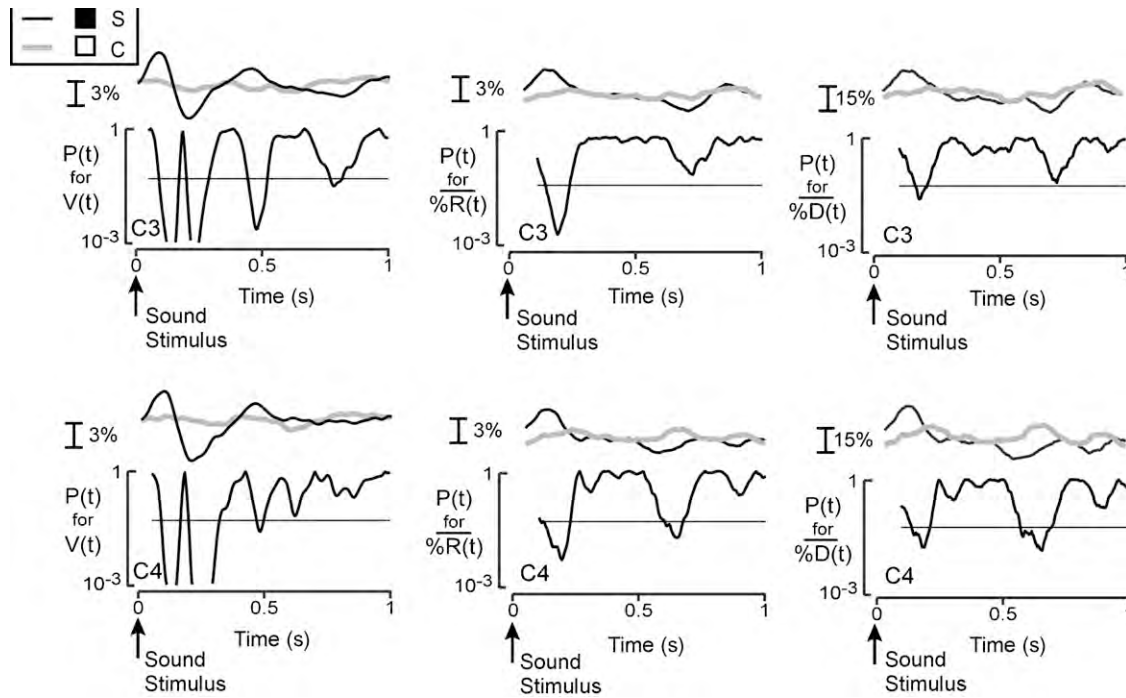 S
C
3%
1
P(t)
for
V(t)
10-3
C3
0
0.5
1
Time (s)
Sound
Stimulus
3%
1
P(t)
for
%R(t)
10-3
C3
0
0.5
1
Time (s)
Sound
Stimulus
15%
1
P(t)
for
%D(t)
10-3
C3
0
0.5
1
Time (s)
Sound
Stimulus
3%
1
P(t)
for
V(t)
10-3
C4
0
0.5
1
Time (s)
Sound
Stimulus
3%
1
P(t)
for
%R(t)
10-3
C4
0
0.5
1
Time (s)
Sound
Stimulus
15%
1
P(t)
for
%D(t)
10-3
C4
0
0.5
1
Time (s)
Sound
Stimulus